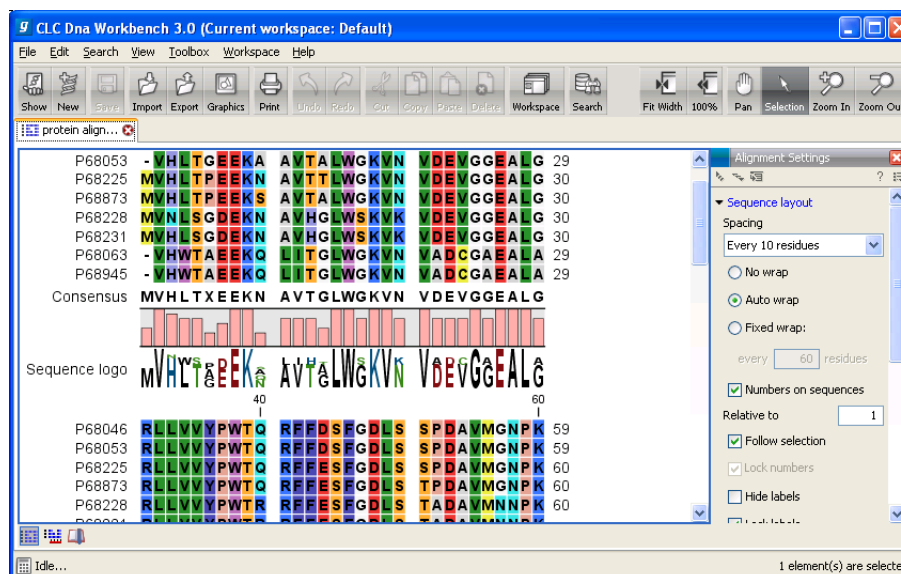 CLC Dna Workbench 3.0 (Current workspace: Default)
File Edit Search View Toolbox Workspace Help
Show New Save Import Export Graphics Print Undo Redo Cut Copy Paste Delete Workspace Search Fit Width 100% Pan Selection Zoom In Zoom Ou
protein align...
P68053 -VHLTGEEKA AVTALWGKVN VDEVGGEALG 29
P68225 MVHLTPEEKN AVTTLWGKVN VDEVGGEALG 30
P68873 MVHLTPEEKS AVTALWGKVN VDEVGGEALG 30
P68228 MVNLSGDEKN AVHGLWSKVK VDEVGGEALG 30
P68231 MVHLSGDEKN AVHGLWSKVK VDEVGGEALG 30
P68063 -VHWTAEEKQ LITGLWGKVN VADCGAEALA 29
P68945 -VHWTAEEKQ LITGLWGKVN VADCGAEALA 29
Consensus MVHLTXEEKN AVTGLWGKVN VDEVGGEALG
Sequence logo
40 60
P68046 RLLVVYPWTQ RFFDSFGDLS SPDAVMGNPK 59
P68053 RLLVVYPWTQ RFFDSFGDLS SPDAVMGNPK 59
P68225 RLLVVYPWTQ RFFESFGDLS SPDAVMGNPK 60
P68873 RLLVVYPWTQ RFFESFGDLS TPDAVMGNPK 60
P68228 RLLVVYPWTR RFFESFGDLS TADAVMNNPK 60
Alignment Settings
Sequence layout
Spacing
Every 10 residues
No wrap
Auto wrap
Fixed wrap:
every 60 residues
Numbers on sequences
Relative to 1
Follow selection
Lock numbers
Hide labels
Lock labels
Idle...
1 element(s) are selecte